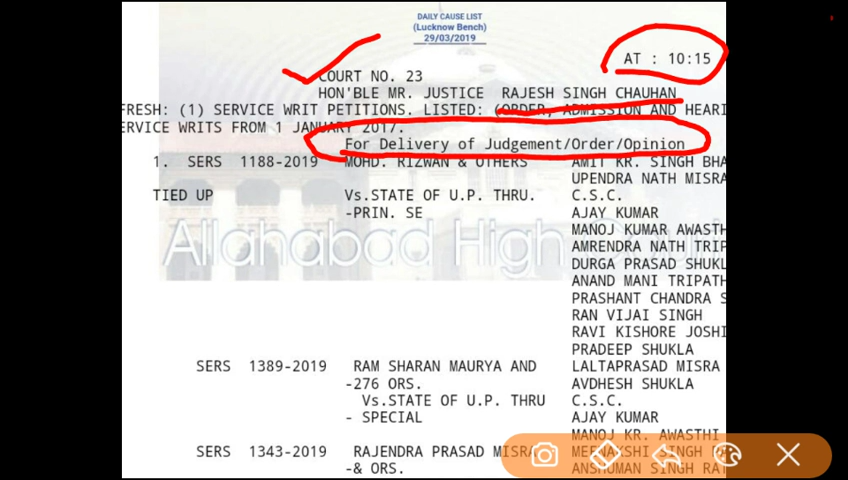 DAILY CAUSE LIST
(Lucknow Bench)
29/03/2019
AT : 10:15
COURT NO. 23
HON'BLE MR. JUSTICE RAJESH SINGH CHAUHAN
FRESH: (1) SERVICE WRIT PETITIONS. LISTED: (ORDER, ADMISSION AND HEARI
ERVICE WRITS FROM 1 JANUARY 2017.
For Delivery of Judgement/Order/Opinion
1. SERS 1188-2019 MOHD. RIZWAN & OTHERS AMIT KR. SINGH BHA
UPENDRA NATH MISRA
TIED UP Vs.STATE OF U.P. THRU. C.S.C.
-PRIN. SE AJAY KUMAR
MANOJ KUMAR AWASTH
Allahabad High
AMRENDRA NATH TRIP
DURGA PRASAD SHUKL
ANAND MANI TRIPATH
PRASHANT CHANDRA S
RAN VIJAI SINGH
RAVI KISHORE JOSHI
PRADEEP SHUKLA
SERS 1389-2019 RAM SHARAN MAURYA AND LALTAPRASAD MISRA
-276 ORS. AVDHESH SHUKLA
Vs.STATE OF U.P. THRU C.S.C.
- SPECIAL AJAY KUMAR
MANOJ KR. AWASTHI
SERS 1343-2019 RAJENDRA PRASAD MISRA MEENAKSHI SINGH
-& ORS. ANSHUMAN SINGH RAT